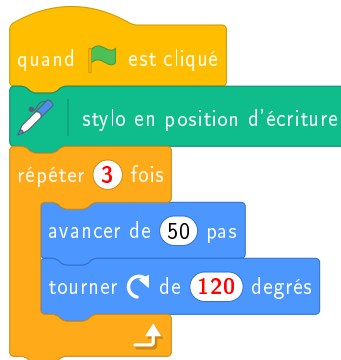 quand est cliqué
stylo en position d'écriture
répéter 3 fois
avancer de 50 pas
tourner de 120 degrés